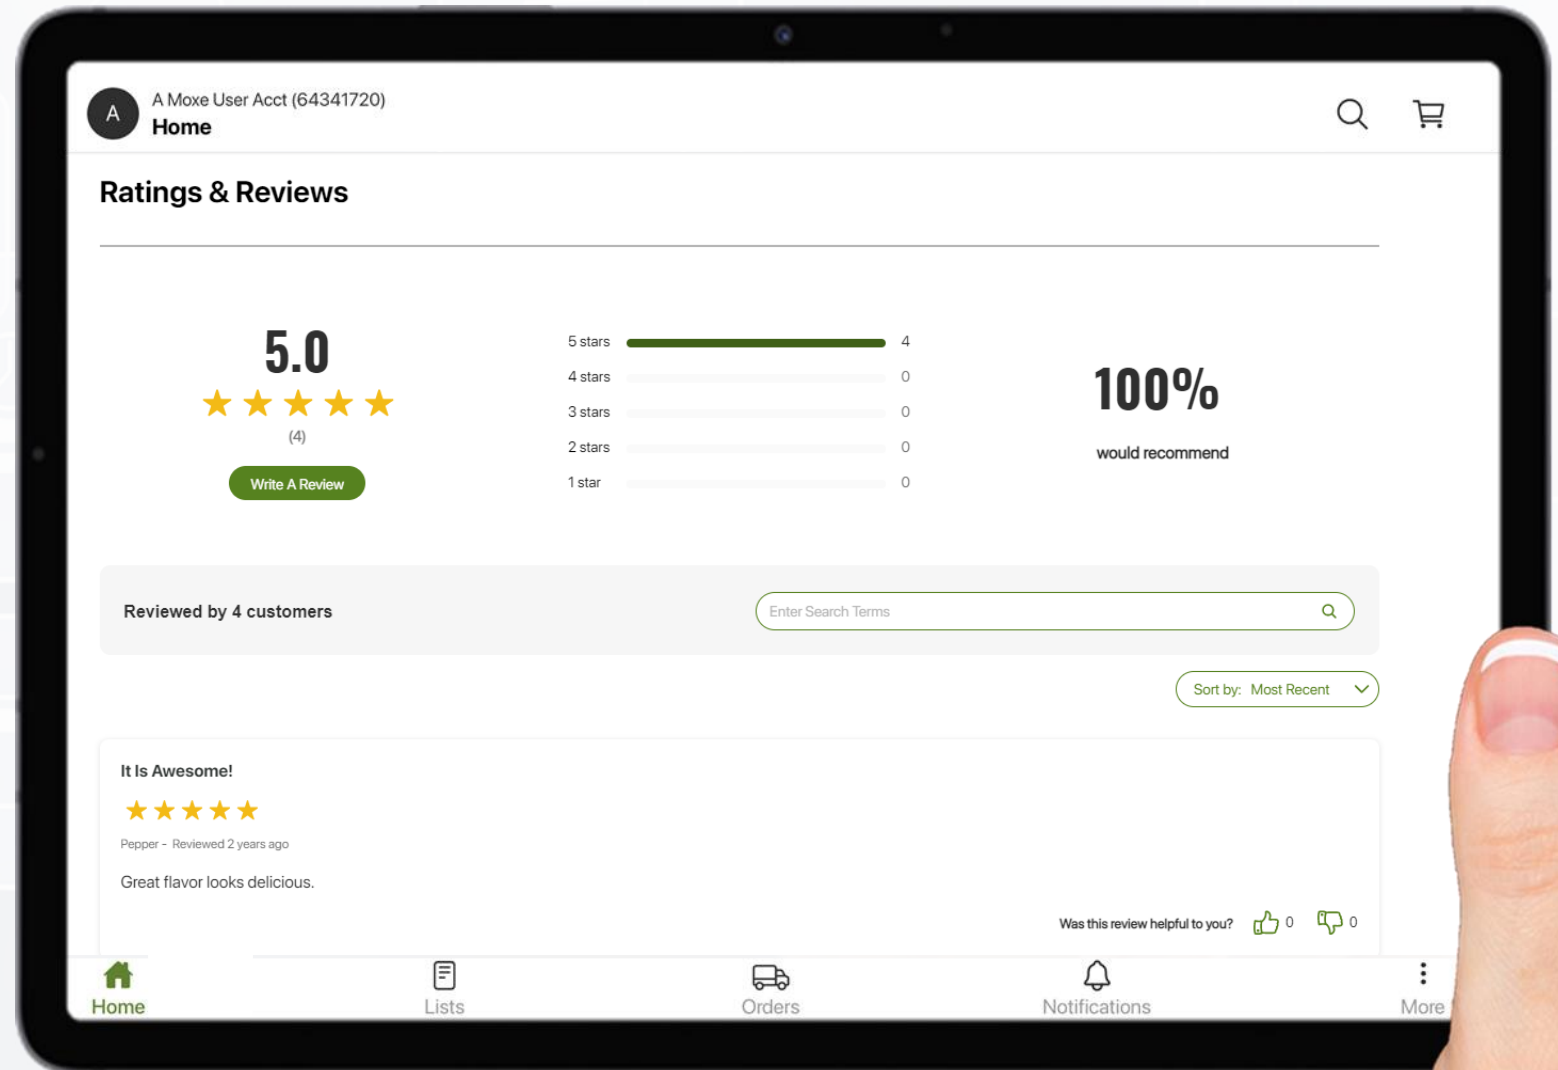 A
A Moxe User Acct (64341720)
Home
Ratings & Reviews
5.0
(4)
Write A Review
5 stars 4
4 stars 0
3 stars 0
2 stars 0
1 star 0
100%
would recommend
Reviewed by 4 customers
Enter Search Terms
Sort by: Most Recent
It Is Awesome!
Pepper - Reviewed 2 years ago
Great flavor looks delicious.
Was this review helpful to you? 0 0
Home Lists Orders Notifications More